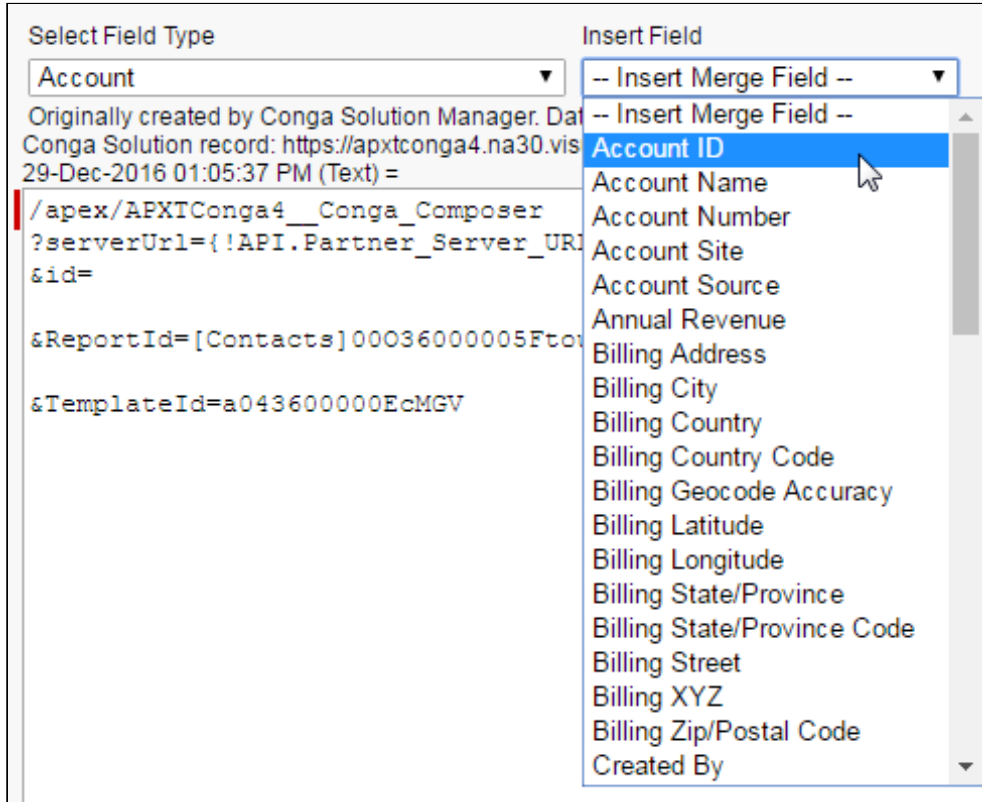 Select Field Type
Insert Field
Account
-- Insert Merge Field --
Originally created by Conga Solution Manager. Dat
Conga Solution record: https://apxtconga4.na30.vis
29-Dec-2016 01:05:37 PM (Text) =
/apex/APXTConga4__Conga_Composer
?serverUrl={!API.Partner_Server_URL
&id=
&ReportId=[Contacts]00O36000005Ftou
&TemplateId=a043600000EcMGV
-- Insert Merge Field --
Account ID
Account Name
Account Number
Account Site
Account Source
Annual Revenue
Billing Address
Billing City
Billing Country
Billing Country Code
Billing Geocode Accuracy
Billing Latitude
Billing Longitude
Billing State/Province
Billing State/Province Code
Billing Street
Billing XYZ
Billing Zip/Postal Code
Created By